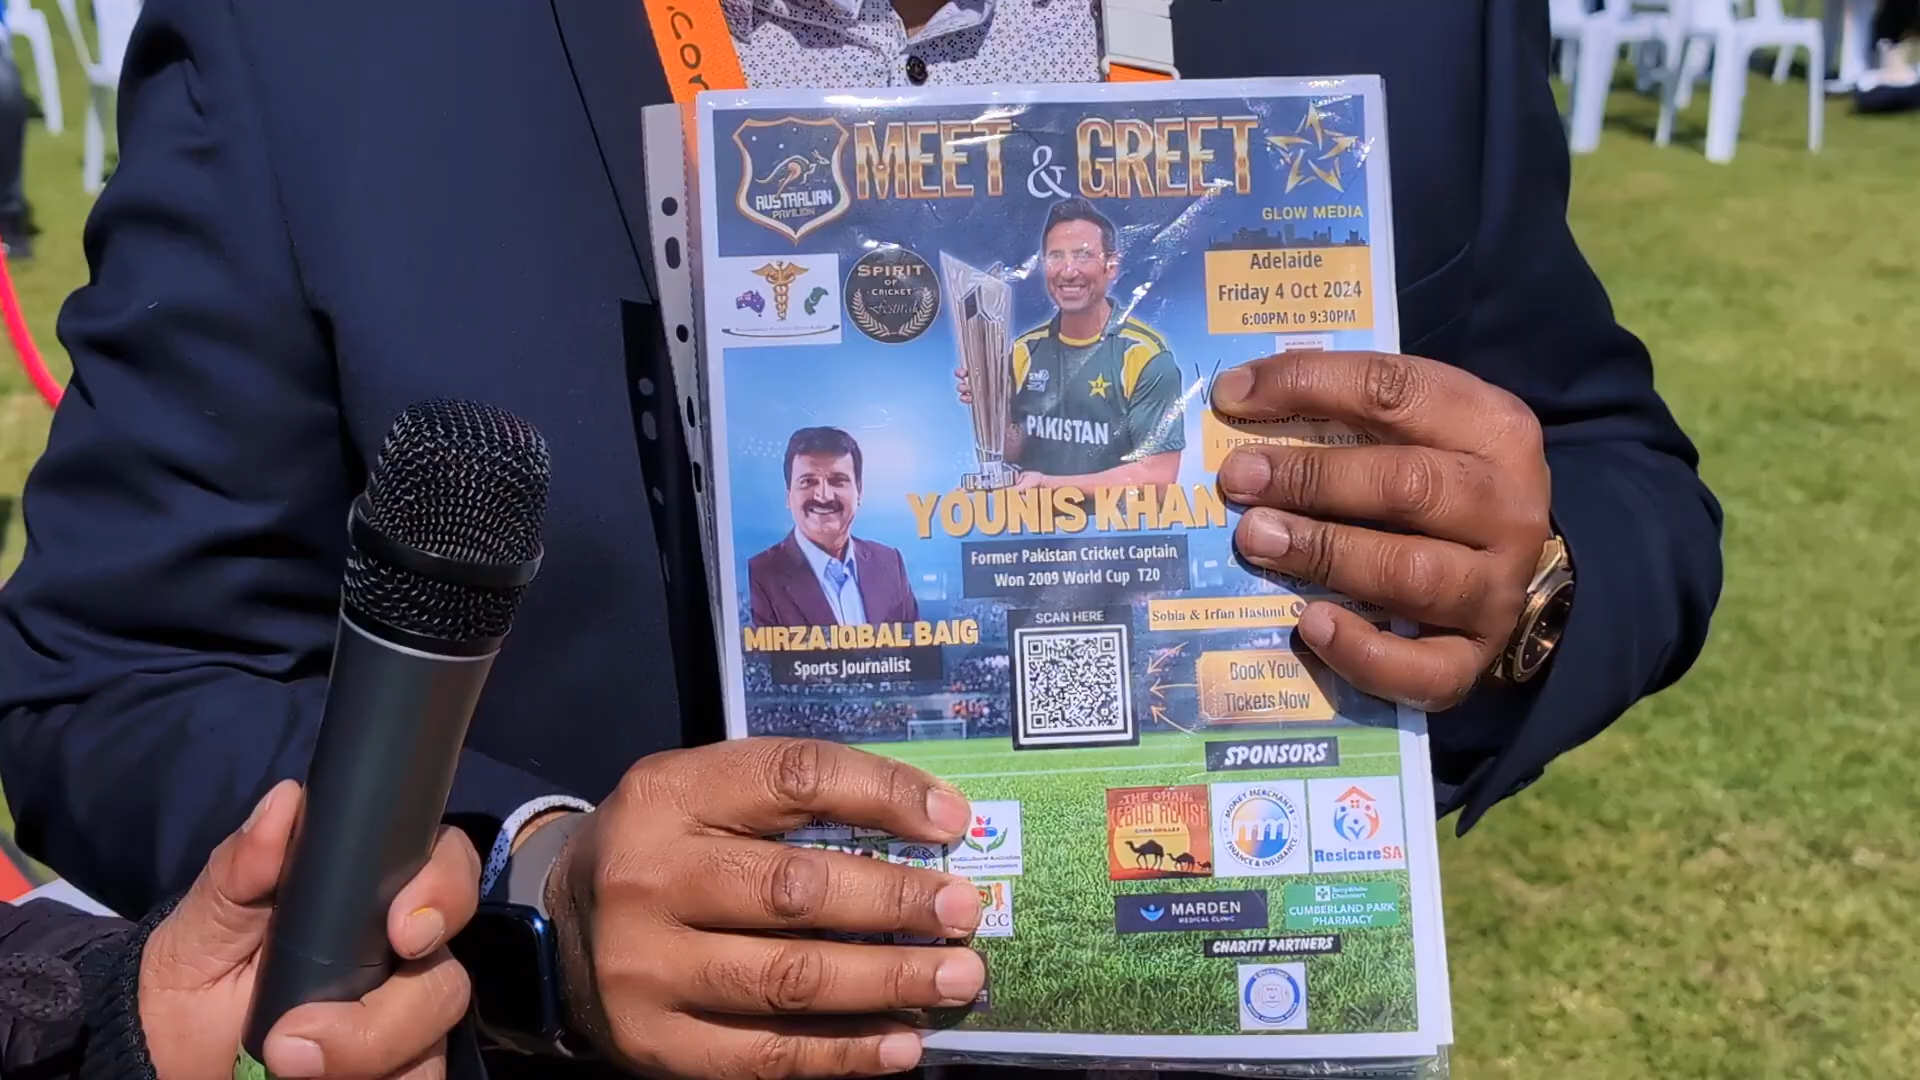 .com
MEET & GREET
AUSTRALIAN
PAVILION
GLOW MEDIA
SPIRIT
OF
CRICKET
Festival
Adelaide
Friday 4 Oct 2024
6:00PM to 9:30PM
PAKISTAN
YOUNIS KHAN
Former Pakistan Cricket Captain
Won 2009 World Cup T20
MIRZA IQBAL BAIG
Sports Journalist
SCAN HERE
Sobia & Irfan Hashmi
Book Your
Tickets Now
SPONSORS
THE GHAN
KEBAB HOUSE
MONEY MERCHANTS
FINANCE & INSURANCE
ResicareSA
MARDEN
MEDICAL CLINIC
CUMBERLAND PARK
PHARMACY
CHARITY PARTNERS